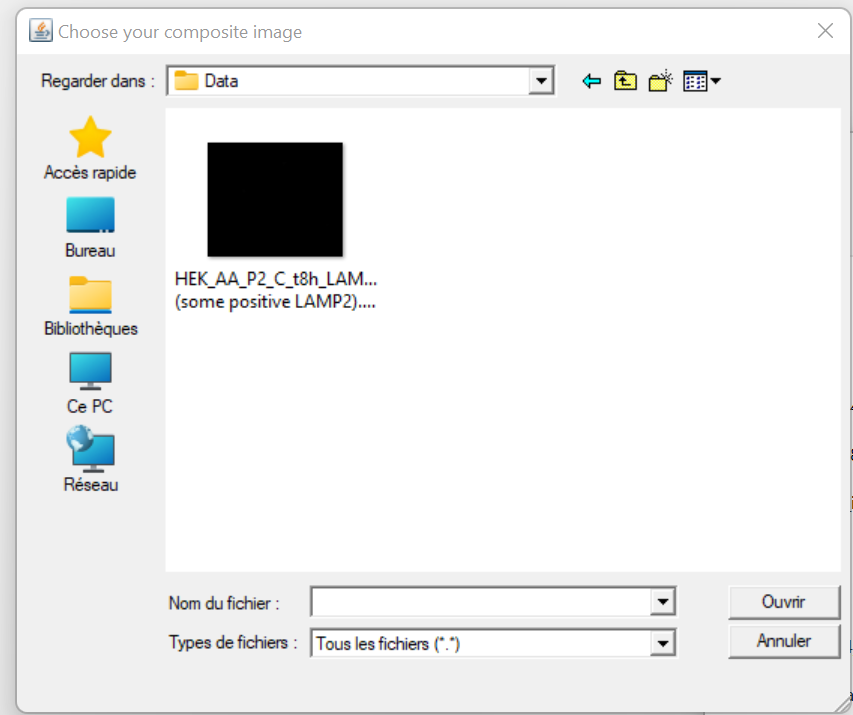 Choose your composite image
Regarder dans :
Data
Accès rapide
Bureau
Bibliothèques
Ce PC
Réseau
HEK_AA_P2_C_t8h_LAM...
(some positive LAMP2)....
Nom du fichier :
Ouvrir
Types de fichiers :
Tous les fichiers (*.*)
Annuler